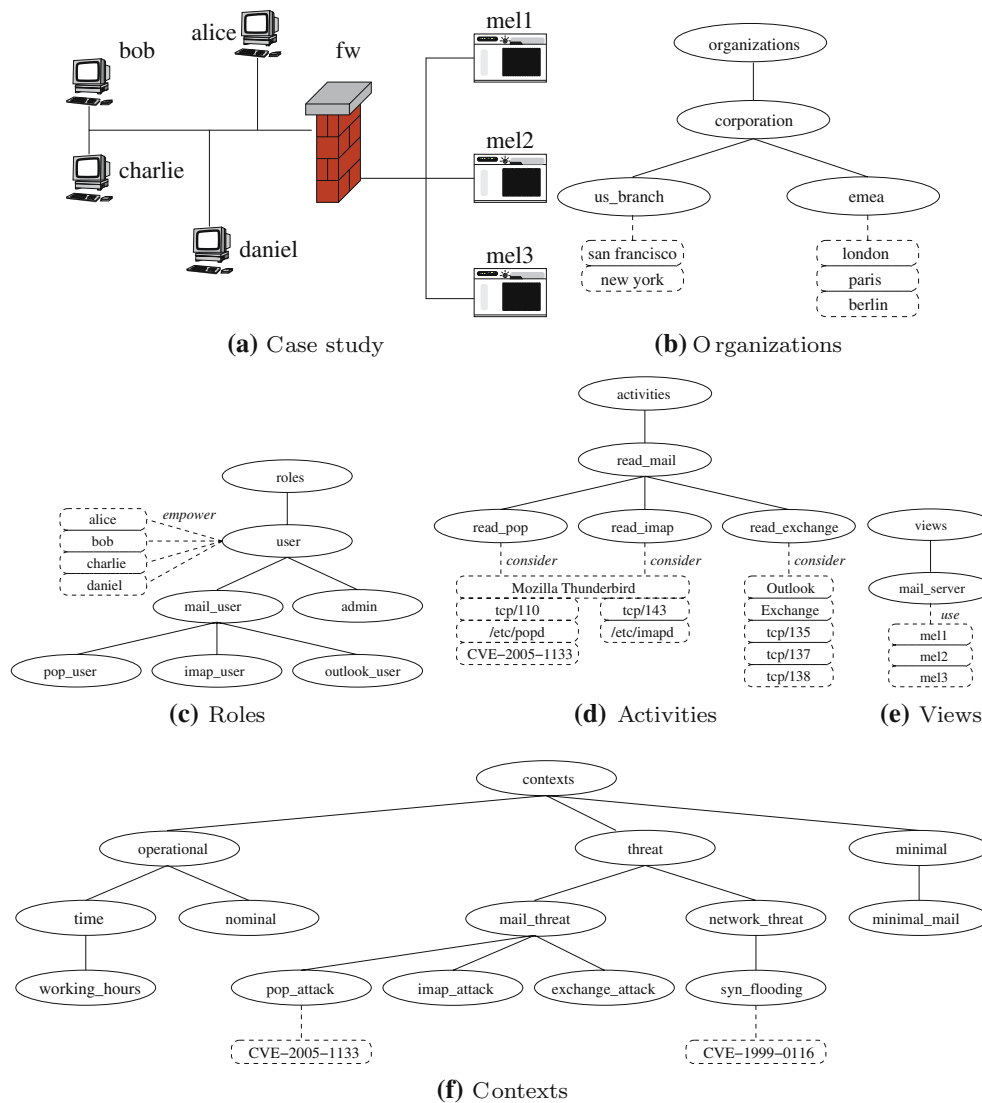 alice
bob
fw
charlie
daniel
mel1
mel2
mel3
(a) Case study
organizations
corporation
us_branch
emea
san francisco
new york
london
paris
berlin
(b) Organizations
roles
alice
bob
charlie
daniel
empower
user
mail_user
admin
pop_user
imap_user
outlook_user
(c) Roles
activities
read_mail
read_pop
read_imap
read_exchange
consider
consider
consider
Mozilla Thunderbird
tcp/110
/etc/popd
CVE−2005−1133
tcp/143
/etc/imapd
Outlook
Exchange
tcp/135
tcp/137
tcp/138
(d) Activities
views
mail_server
use
mel1
mel2
mel3
(e) Views
contexts
operational
threat
minimal
time
nominal
mail_threat
network_threat
minimal_mail
working_hours
pop_attack
imap_attack
exchange_attack
syn_flooding
CVE−2005−1133
CVE−1999−0116
(f) Contexts